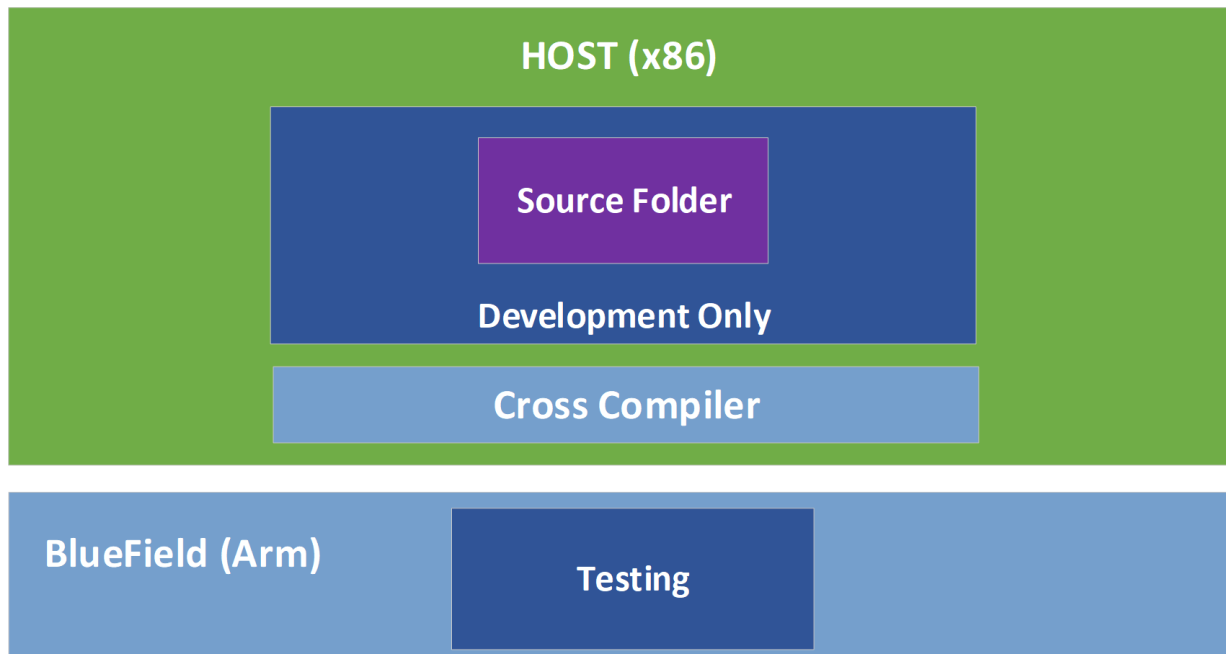 HOST (x86)
Source Folder
Development Only
Cross Compiler
BlueField (Arm)
Testing